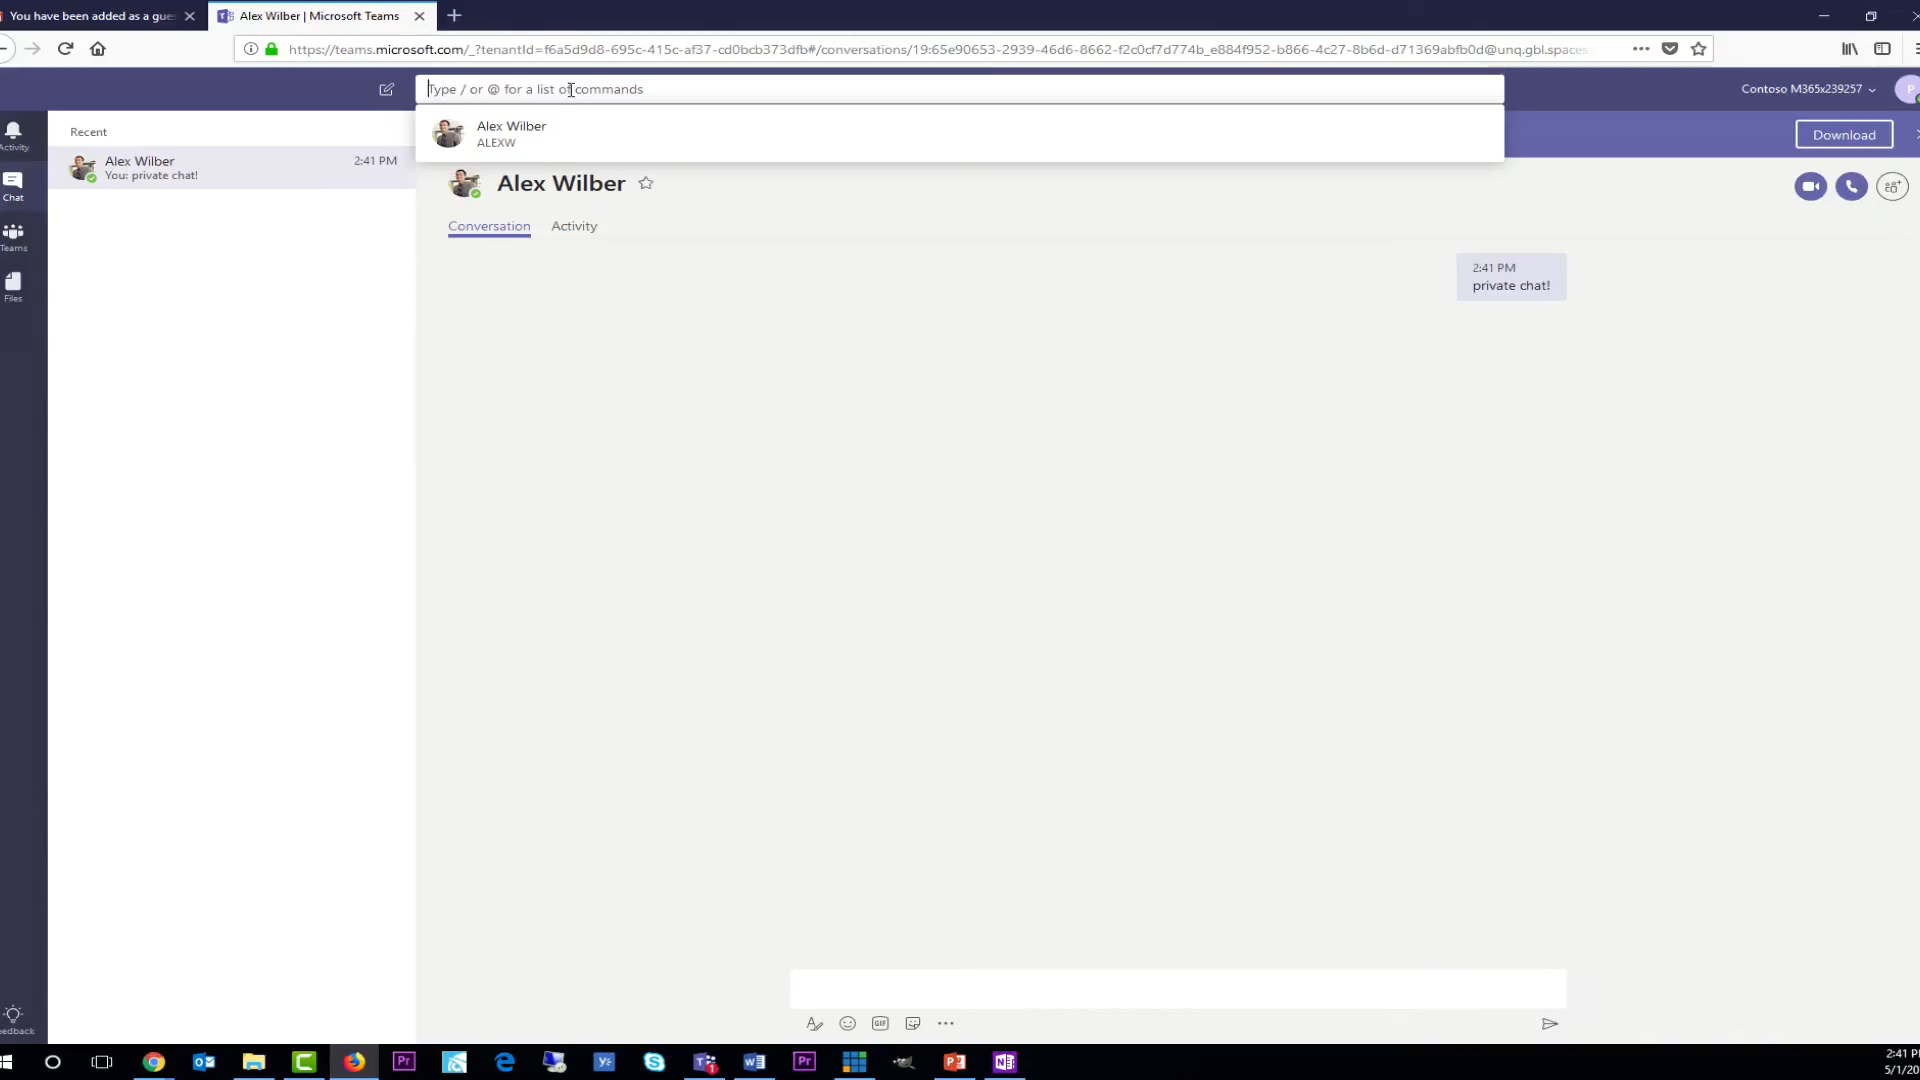 You have been added as a gue
Alex Wilber | Microsoft Teams
https://teams.microsoft.com/_?tenantId=f6a5d9d8-695c-415c-af37-cd0bcb373dfb#/conversations/19:65e90653-2939-46d6-8662-f2c0cf7d774b_e884f952-b866-4c27-8b6d-d71369abfb0d@unq.gbl.spaces
Type / or @ for a list of commands
Contoso M365x239257
P
Alex Wilber
ALEXW
Download
Activity
Chat
Teams
Files
eedback
Recent
Alex Wilber
2:41 PM
You: private chat!
Alex Wilber
Conversation
Activity
2:41 PM
private chat!
GIF
2:41 P
5/1/20